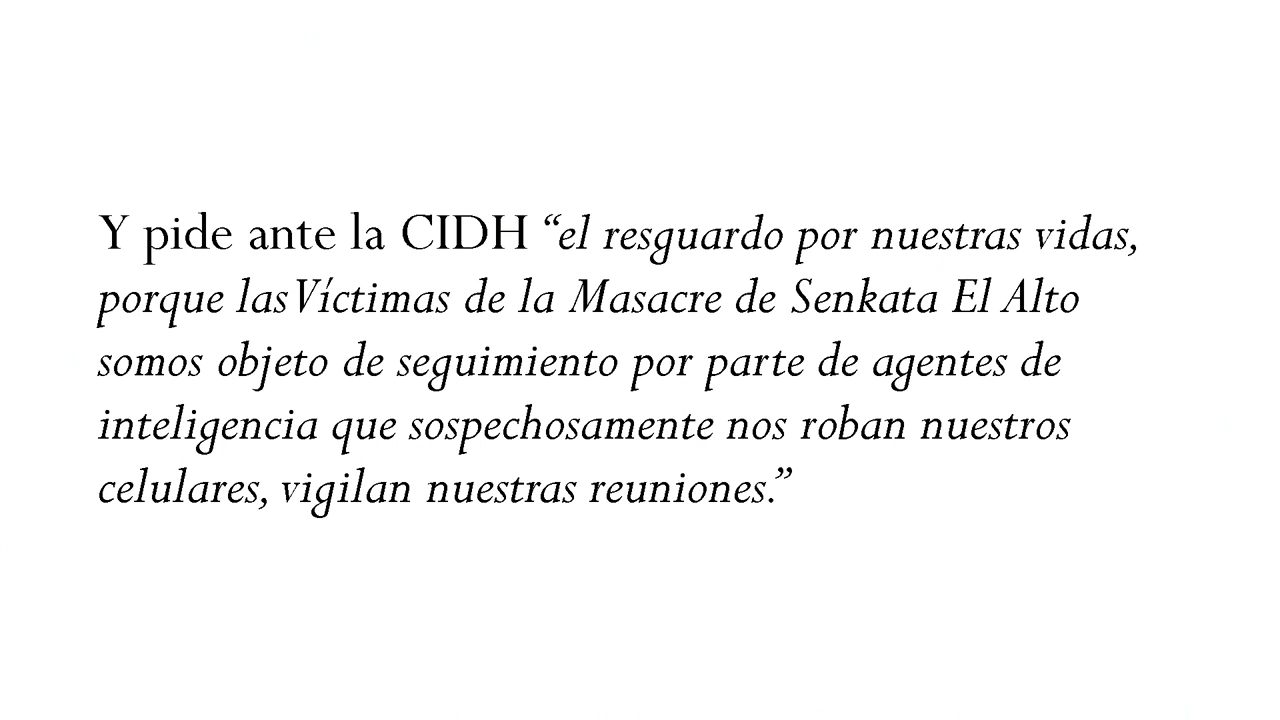 Y pide ante la CIDH “el resguardo por nuestras vidas,
porque las Víctimas de la Masacre de Senkata El Alto
somos objeto de seguimiento por parte de agentes de
inteligencia que sospechosamente nos roban nuestros
celulares, vigilan nuestras reuniones.”